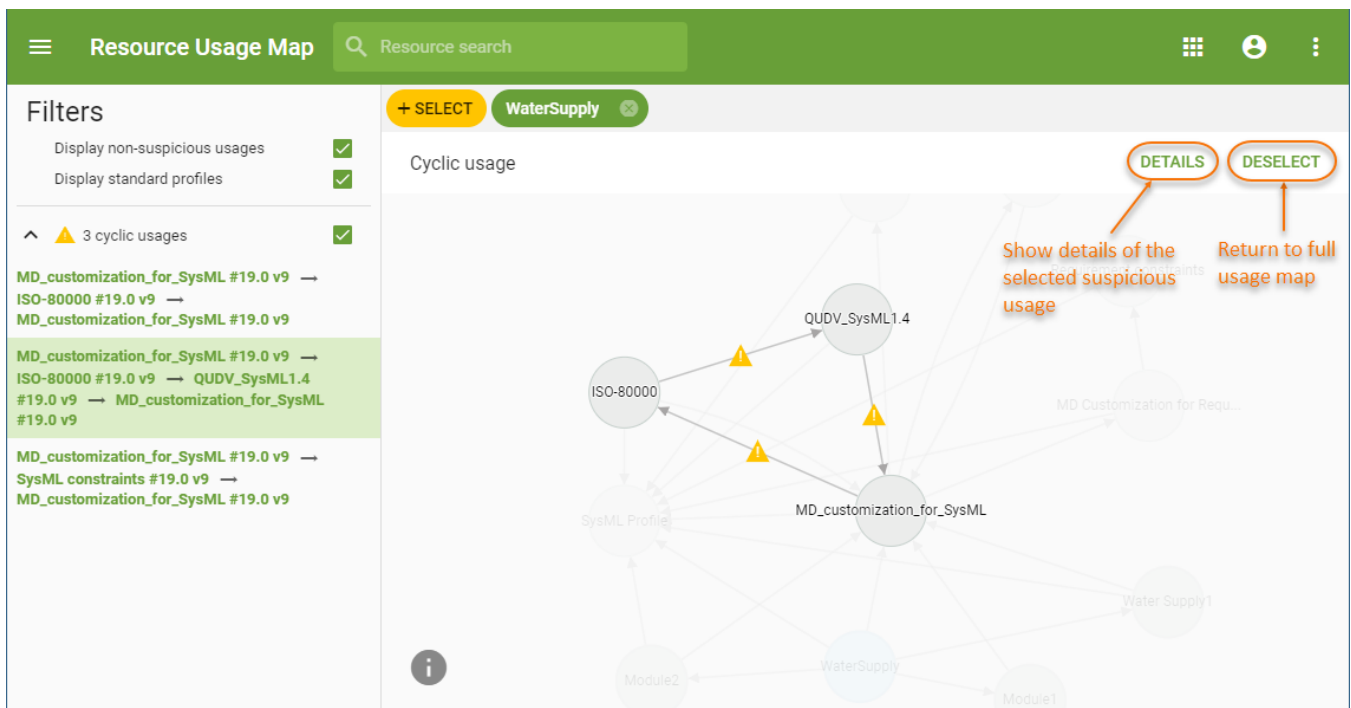 Resource Usage Map
Resource search
Filters
Display non-suspicious usages
Display standard profiles
3 cyclic usages
MD_customization_for_SysML #19.0 v9 →
ISO-80000 #19.0 v9 →
MD_customization_for_SysML #19.0 v9
MD_customization_for_SysML #19.0 v9 →
ISO-80000 #19.0 v9 → QUDV_SysML1.4
#19.0 v9 → MD_customization_for_SysML
#19.0 v9
MD_customization_for_SysML #19.0 v9 →
SysML constraints #19.0 v9 →
MD_customization_for_SysML #19.0 v9
+ SELECT
WaterSupply
Cyclic usage
DETAILS
DESELECT
Show details of the
selected suspicious
usage
Return to full
usage map
Requirement constraints
QUDV_SysML1.4
ISO-80000
MD Customization for Requ...
SysML Profile
MD_customization_for_SysML
Water Supply1
WaterSupply
Module2
Module1